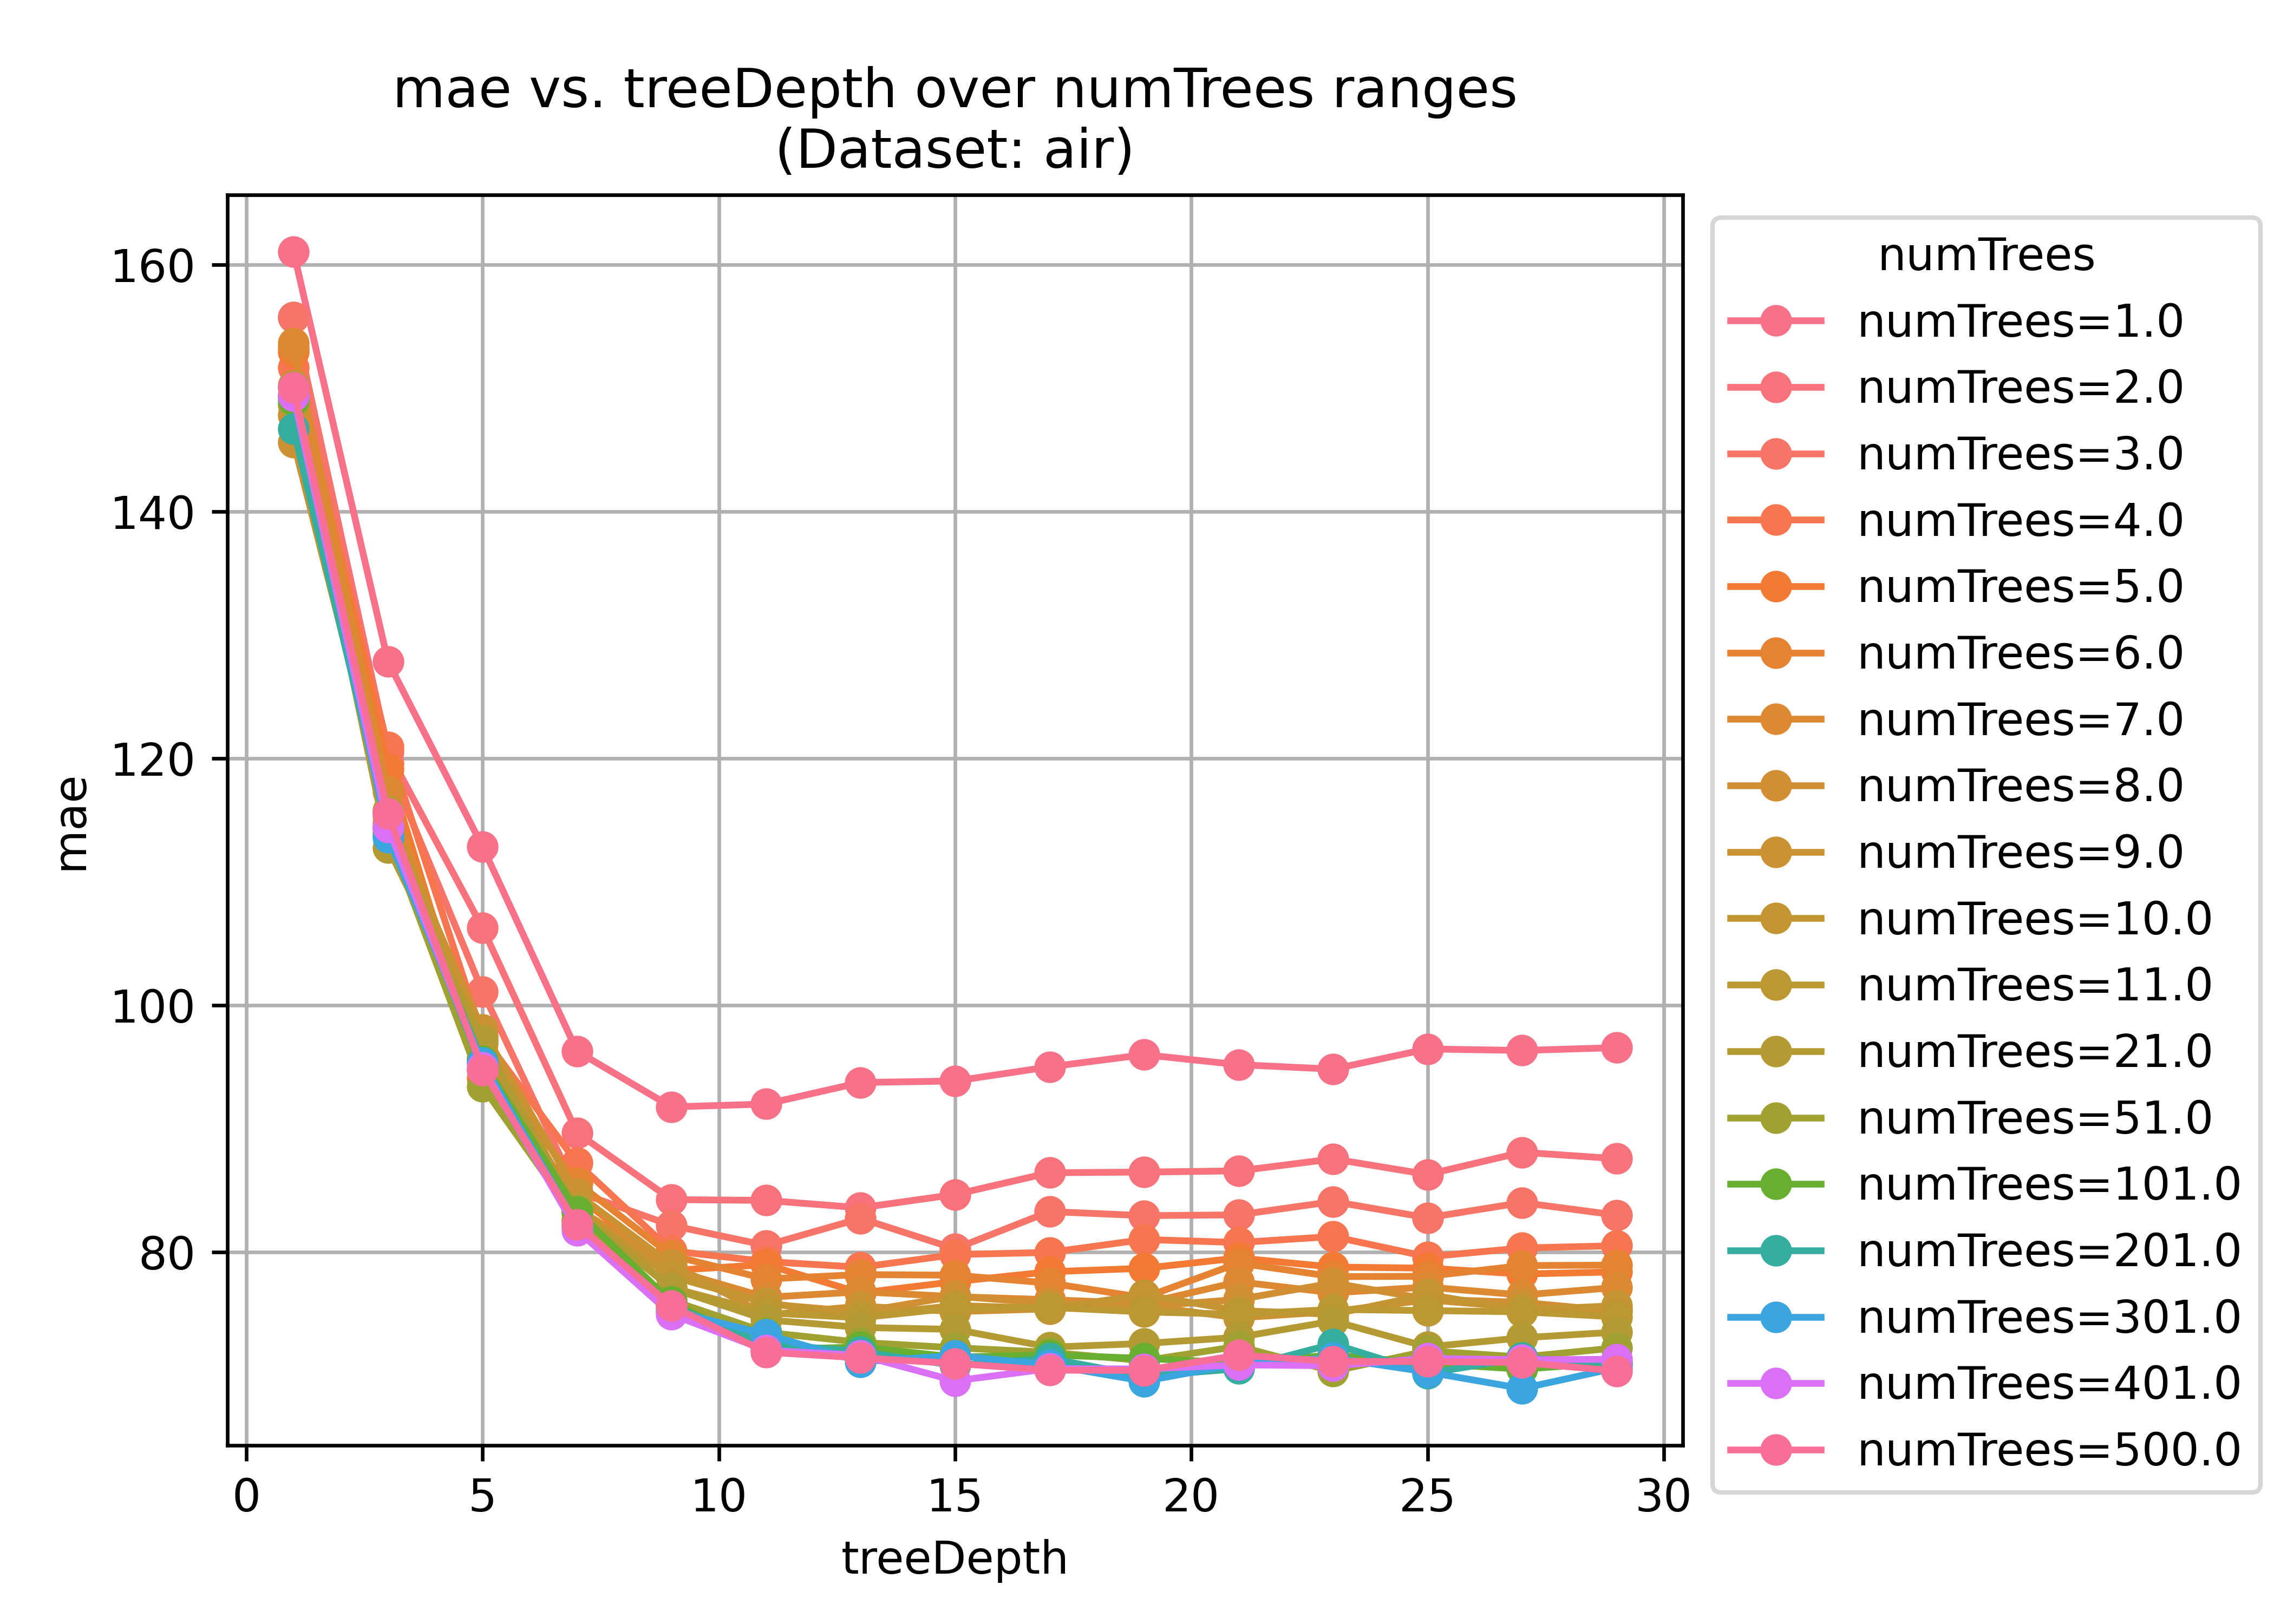 mae vs. treeDepth over numTrees ranges
(Dataset: air)
mae
160
140
120
100
80
0
5
10
15
20
25
30
treeDepth
numTrees
numTrees=1.0
numTrees=2.0
numTrees=3.0
numTrees=4.0
numTrees=5.0
numTrees=6.0
numTrees=7.0
numTrees=8.0
numTrees=9.0
numTrees=10.0
numTrees=11.0
numTrees=21.0
numTrees=51.0
numTrees=101.0
numTrees=201.0
numTrees=301.0
numTrees=401.0
numTrees=500.0